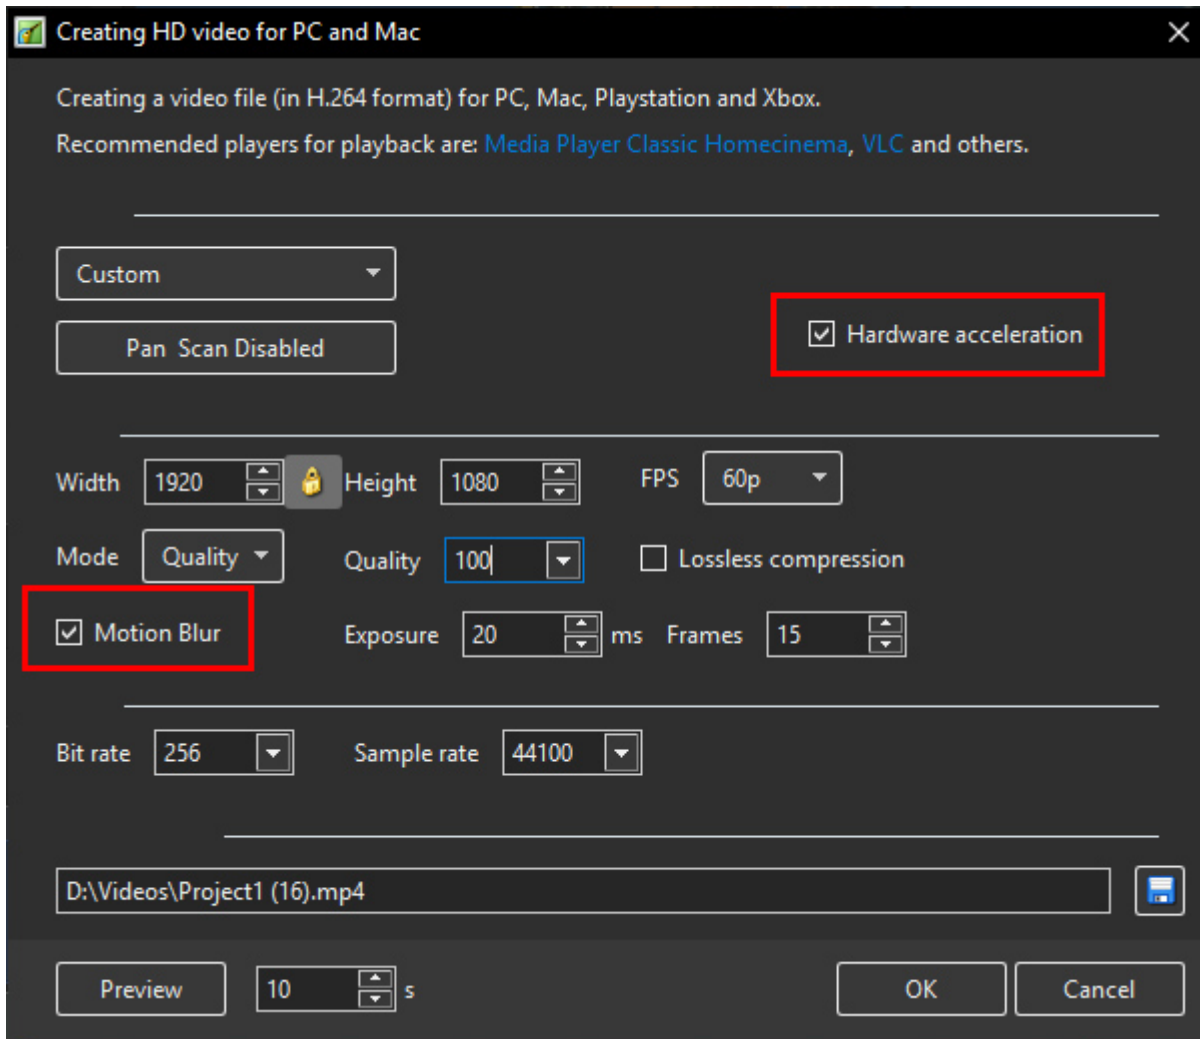 Creating HD video for PC and Mac
Creating a video file (in H.264 format) for PC, Mac, Playstation and Xbox.
Recommended players for playback are: Media Player Classic Homecinema, VLC and others.
Custom
Pan  Scan Disabled
Hardware acceleration
Width 1920 Height 1080 FPS 60p
Mode Quality Quality 100 Lossless compression
Motion Blur Exposure 20 ms Frames 15
Bit rate 256 Sample rate 44100
D:\Videos\Project1 (16).mp4
Preview 10 s OK Cancel